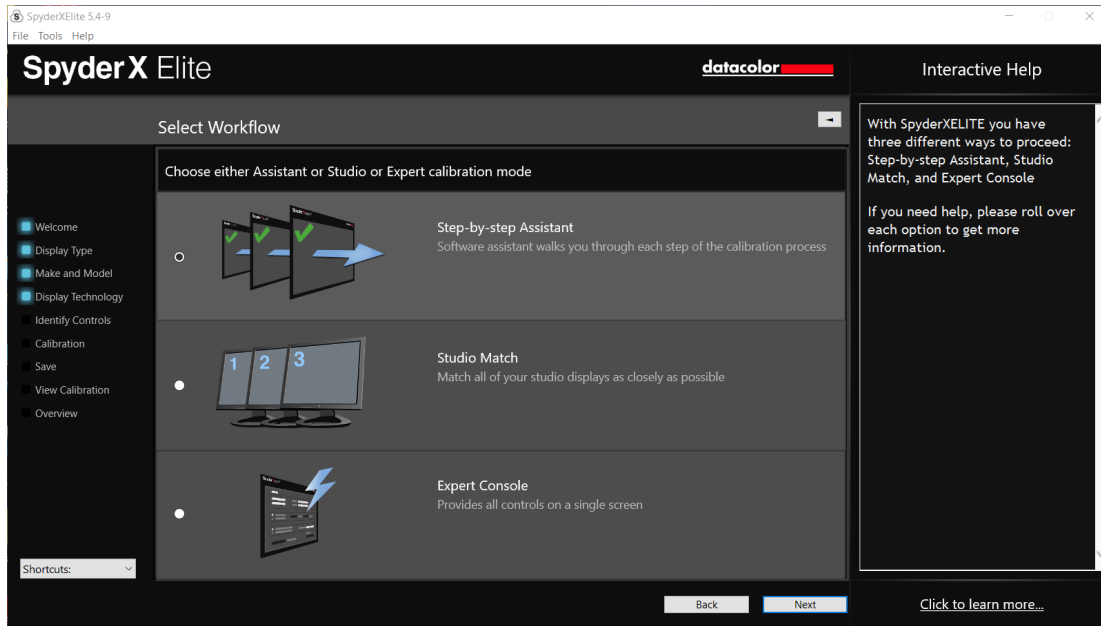 SpyderXElite 5.4-9
File Tools Help
SpyderX Elite
datacolor
Interactive Help
Select Workflow
Choose either Assistant or Studio or Expert calibration mode
Welcome
Display Type
Make and Model
Display Technology
Identify Controls
Calibration
Save
View Calibration
Overview
Step-by-step Assistant
Software assistant walks you through each step of the calibration process
1 2 3
Studio Match
Match all of your studio displays as closely as possible
Expert Console
Provides all controls on a single screen
With SpyderXELITE you have
three different ways to proceed:
Step-by-step Assistant, Studio
Match, and Expert Console
If you need help, please roll over
each option to get more
information.
Shortcuts:
Back
Next
Click to learn more...